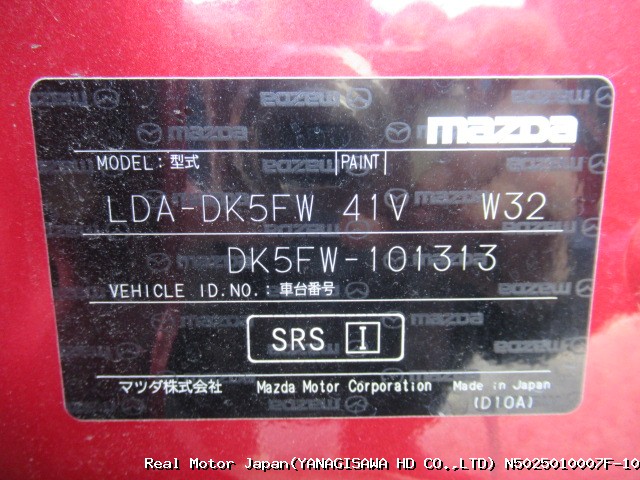 mazda
MODEL: 型式 PAINT
LDA-DK5FW 41V W32
DK5FW-101313
VEHICLE ID.NO.: 車台番号
SRS I
マツダ株式会社 Mazda Motor Corporation Made in Japan
(D10A)
Real Motor Japan(YANAGISAWA HD CO.,LTD) N5025010007F-10